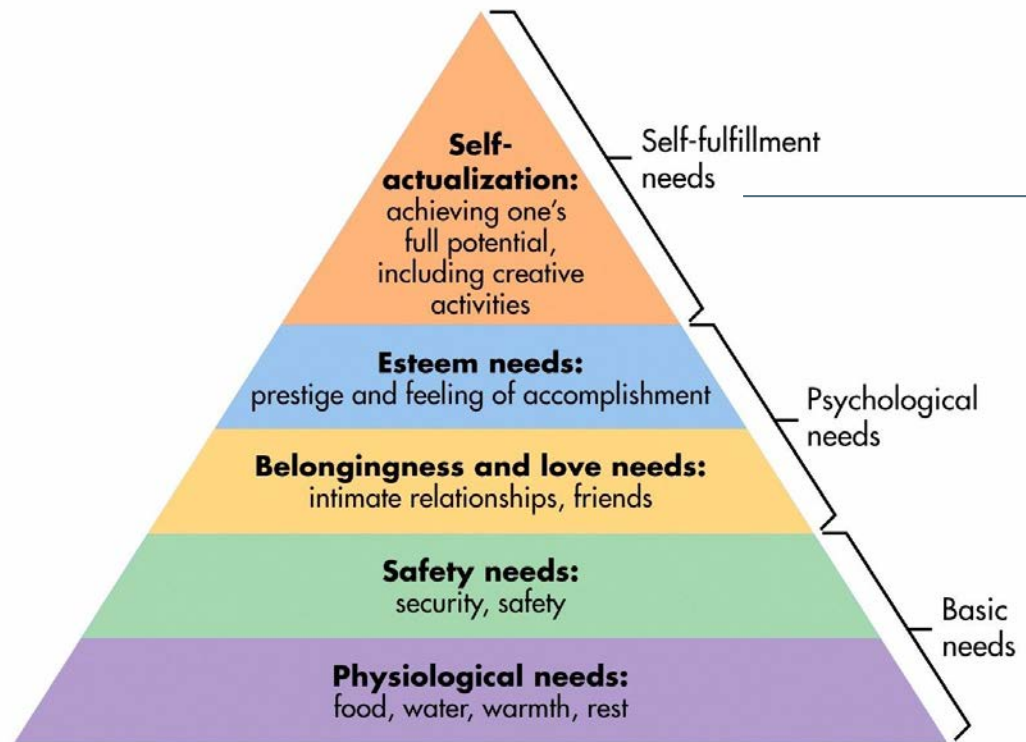 Self-
actualization:
achieving one's
full potential,
including creative
activities
Self-fulfillment
needs
Esteem needs:
prestige and feeling of accomplishment
Psychological
needs
Belongingness and love needs:
intimate relationships, friends
Safety needs:
security, safety
Basic
needs
Physiological needs:
food, water, warmth, rest